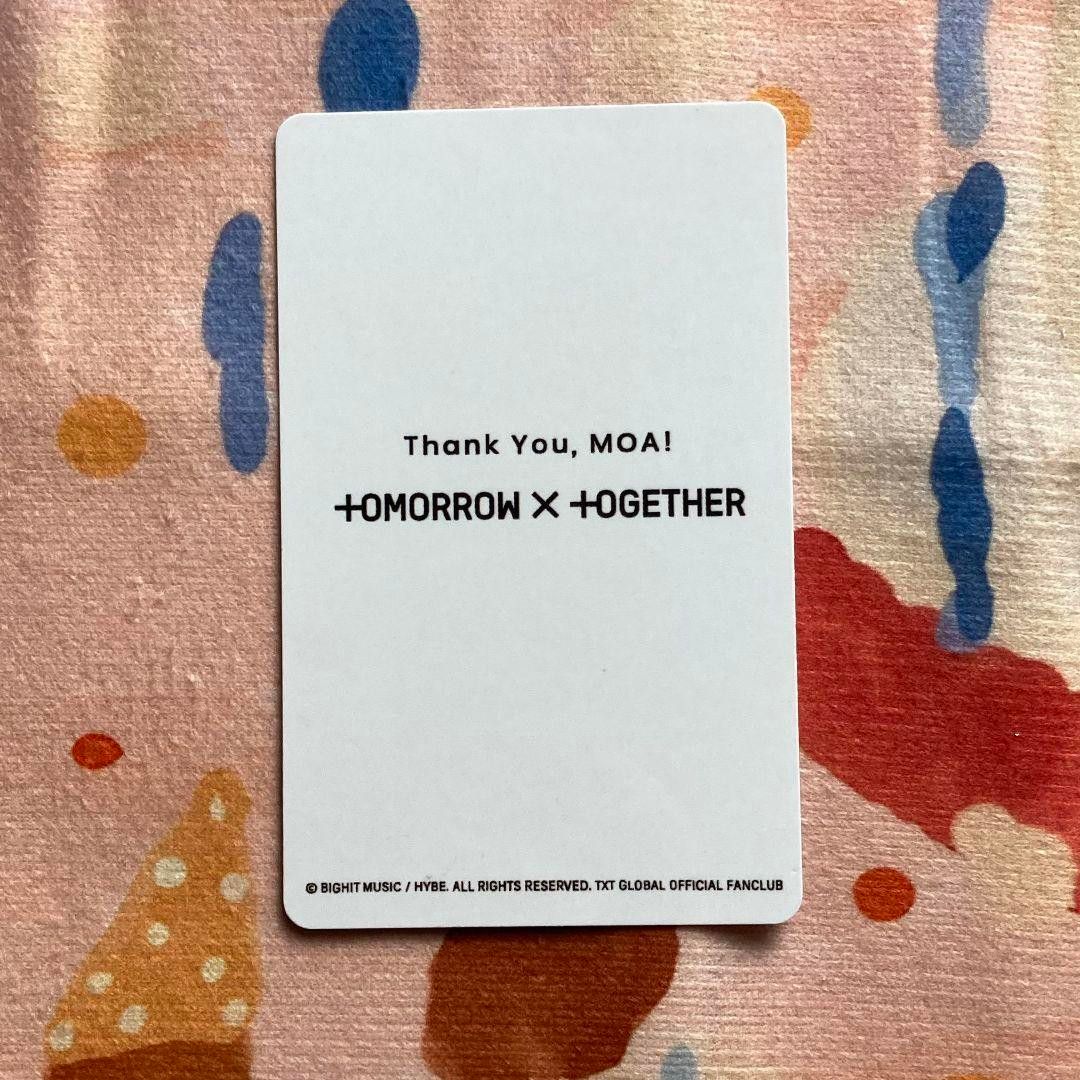 Thank You, MOA!
TOMORROW X TOGETHER
© BIGHIT MUSIC / HYBE. ALL RIGHTS RESERVED. TXT GLOBAL OFFICIAL FANCLUB